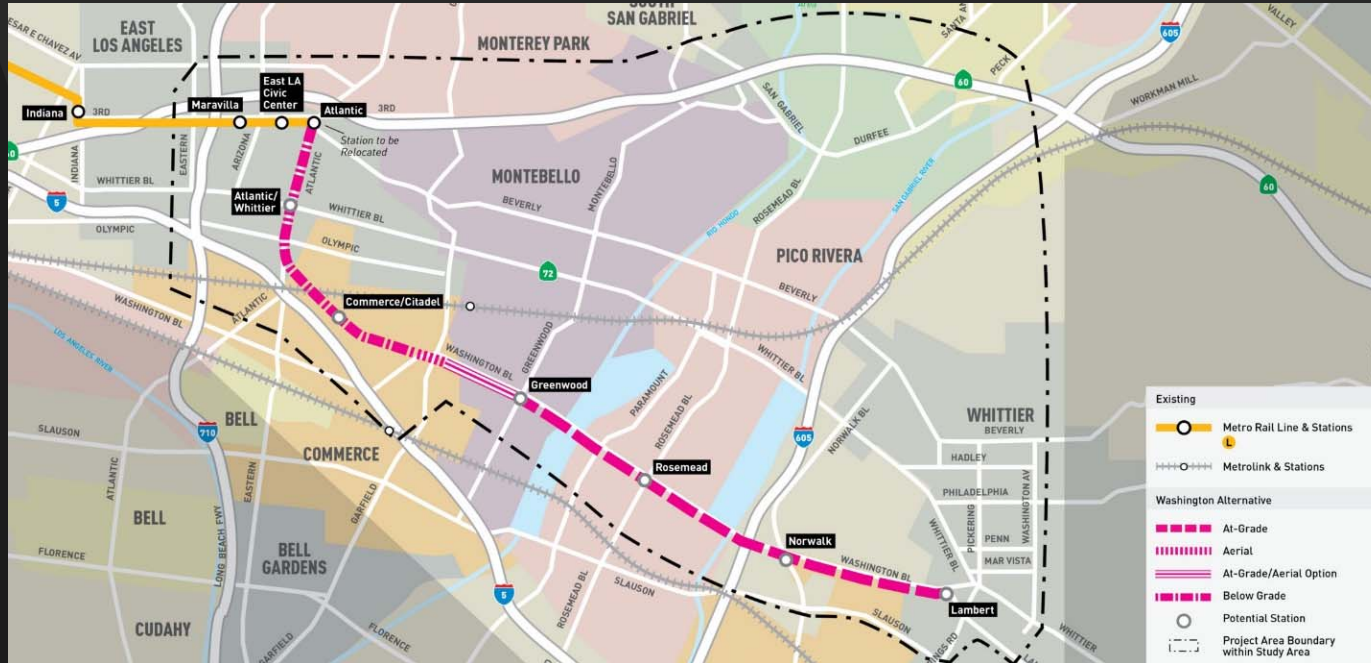 EAST
LOS ANGELES
MONTEREY PARK
SOUTH
SAN GABRIEL
SANTA AN
PECK
VALLEY
605
60
WORKMAN MILL
ESAR E CHAVEZ AV
Indiana
3RD
Maravilla
East LA
Civic
Center
Atlantic
3RD
Station to be
Relocated
SAN GABRIEL
DURFEE
60
INDIANA
EASTERN
ARIZONA
ATLANTIC
MONTEBELLO
MONTEBELLO
ROSEMEAD BL
SAN GABRIEL RIVER
60
WHITTIER BL
5
Atlantic/
Whittier
WHITTIER BL
BEVERLY
RIO HONDO
OLYMPIC
OLYMPIC
72
PICO RIVERA
BEVERLY
WASHINGTON BL
ATLANTIC
Commerce/Citadel
LOS ANGELES RIVER
WASHINGTON BL
GREENWOOD
Greenwood
WHITTIER BL
PARAMOUNT
ROSEMEAD BL
NORWALK BL
605
WHITTIER
BEVERLY
HADLEY
PHILADELPHIA
WASHINGTON AV
PICKERING
PENN
MAR VISTA
WHITTIER BL
BELL
710
SLAUSON
COMMERCE
ATLANTIC
EASTERN
GARFIELD
Rosemead
BELL
LONG BEACH FWY
FLORENCE
BELL
GARDENS
Norwalk
WASHINGTON BL
Lambert
5
ROSEMEAD BL
SLAUSON
SLAUSON
CUDAHY
GARFIELD
FLORENCE
NGS RD
LA
WHITTIER
Existing
Metro Rail Line & Stations
L
Metrolink & Stations
Washington Alternative
At-Grade
Aerial
At-Grade/Aerial Option
Below Grade
Potential Station
Project Area Boundary
within Study Area